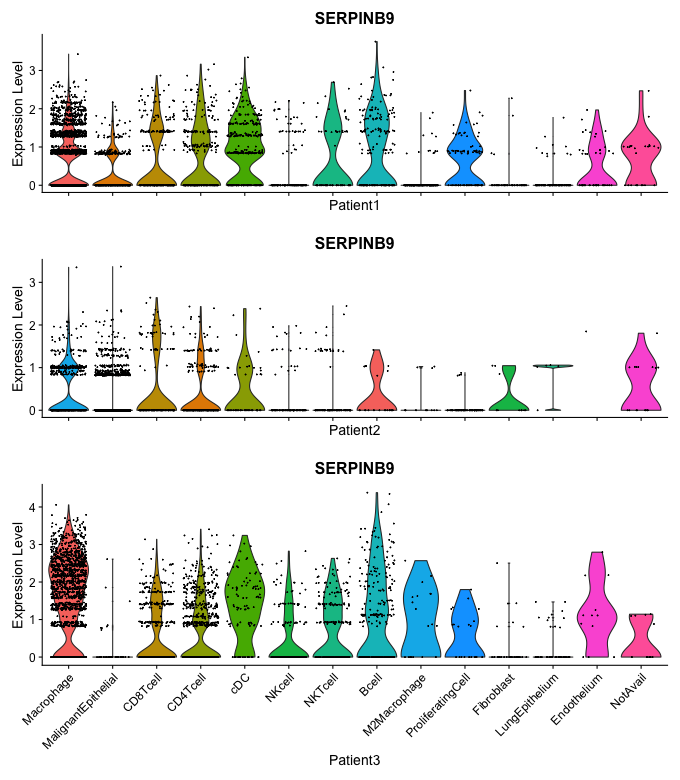 SERPINB9
Expression Level
3
2
1
0
Patient1
SERPINB9
Expression Level
3
2
1
0
Patient2
SERPINB9
Expression Level
4
3
2
1
0
Macrophage
MalignantEpithelial
CD8Tcell
CD4Tcell
cDC
NKcell
NKTcell
Bcell
M2Macrophage
ProliferatingCell
Fibroblast
LungEpithelium
Endothelium
NotAvail
Patient3